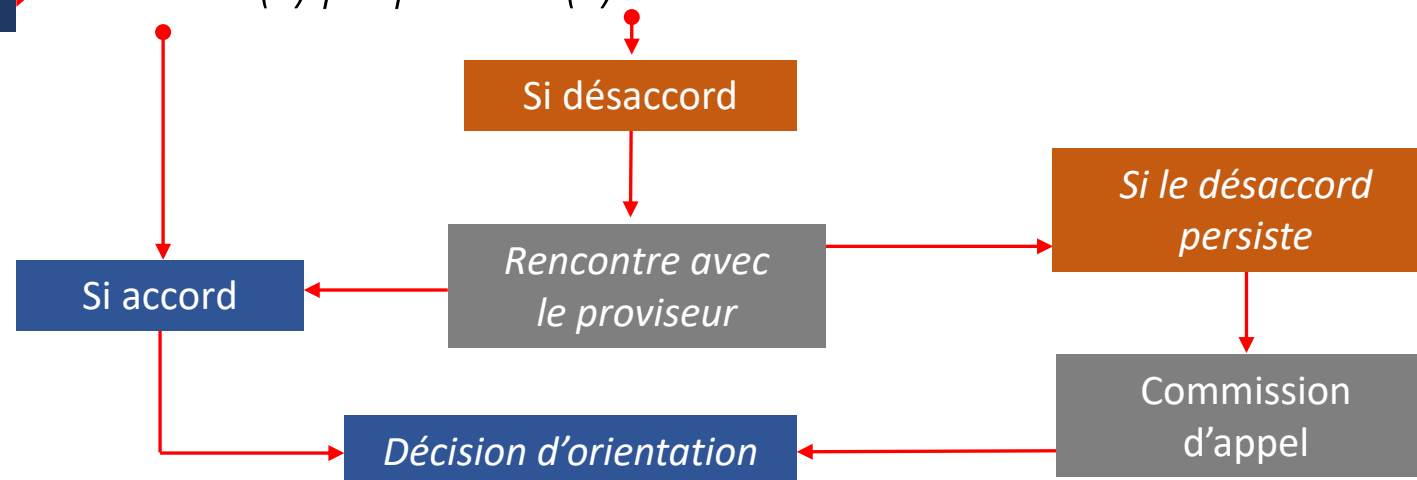 Si désaccord
Si le désaccord
persiste
Rencontre avec
le proviseur
Si accord
Commission
d’appel
Décision d’orientation